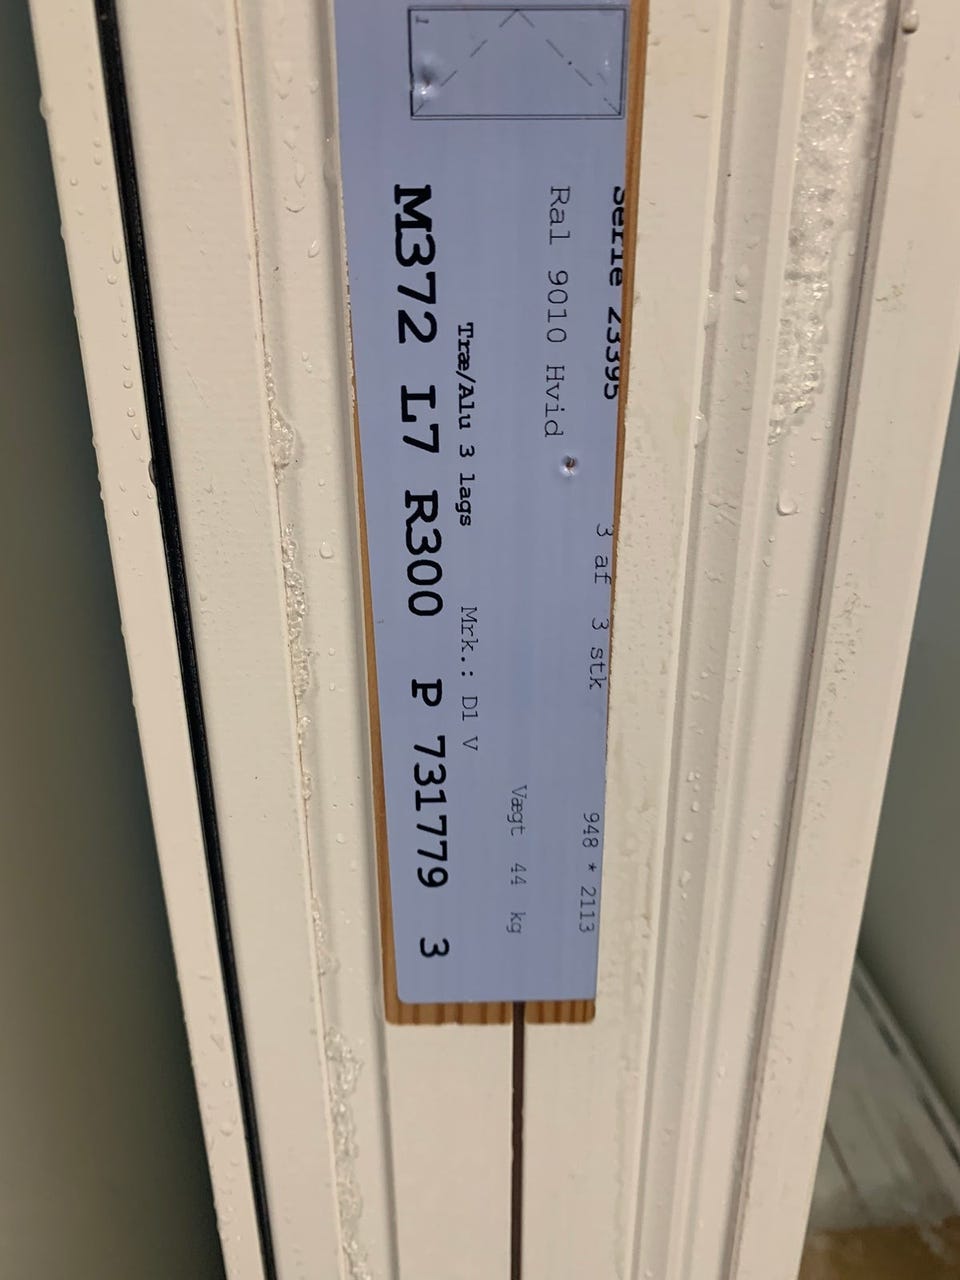 1
Serie 23395 3 af 3 stk 948 * 2113
Ral 9010 Hvid
Vægt 44 kg
Træ/Alu 3 lags Mrk.: D1 V
M372 L7 R300 P 731779 3